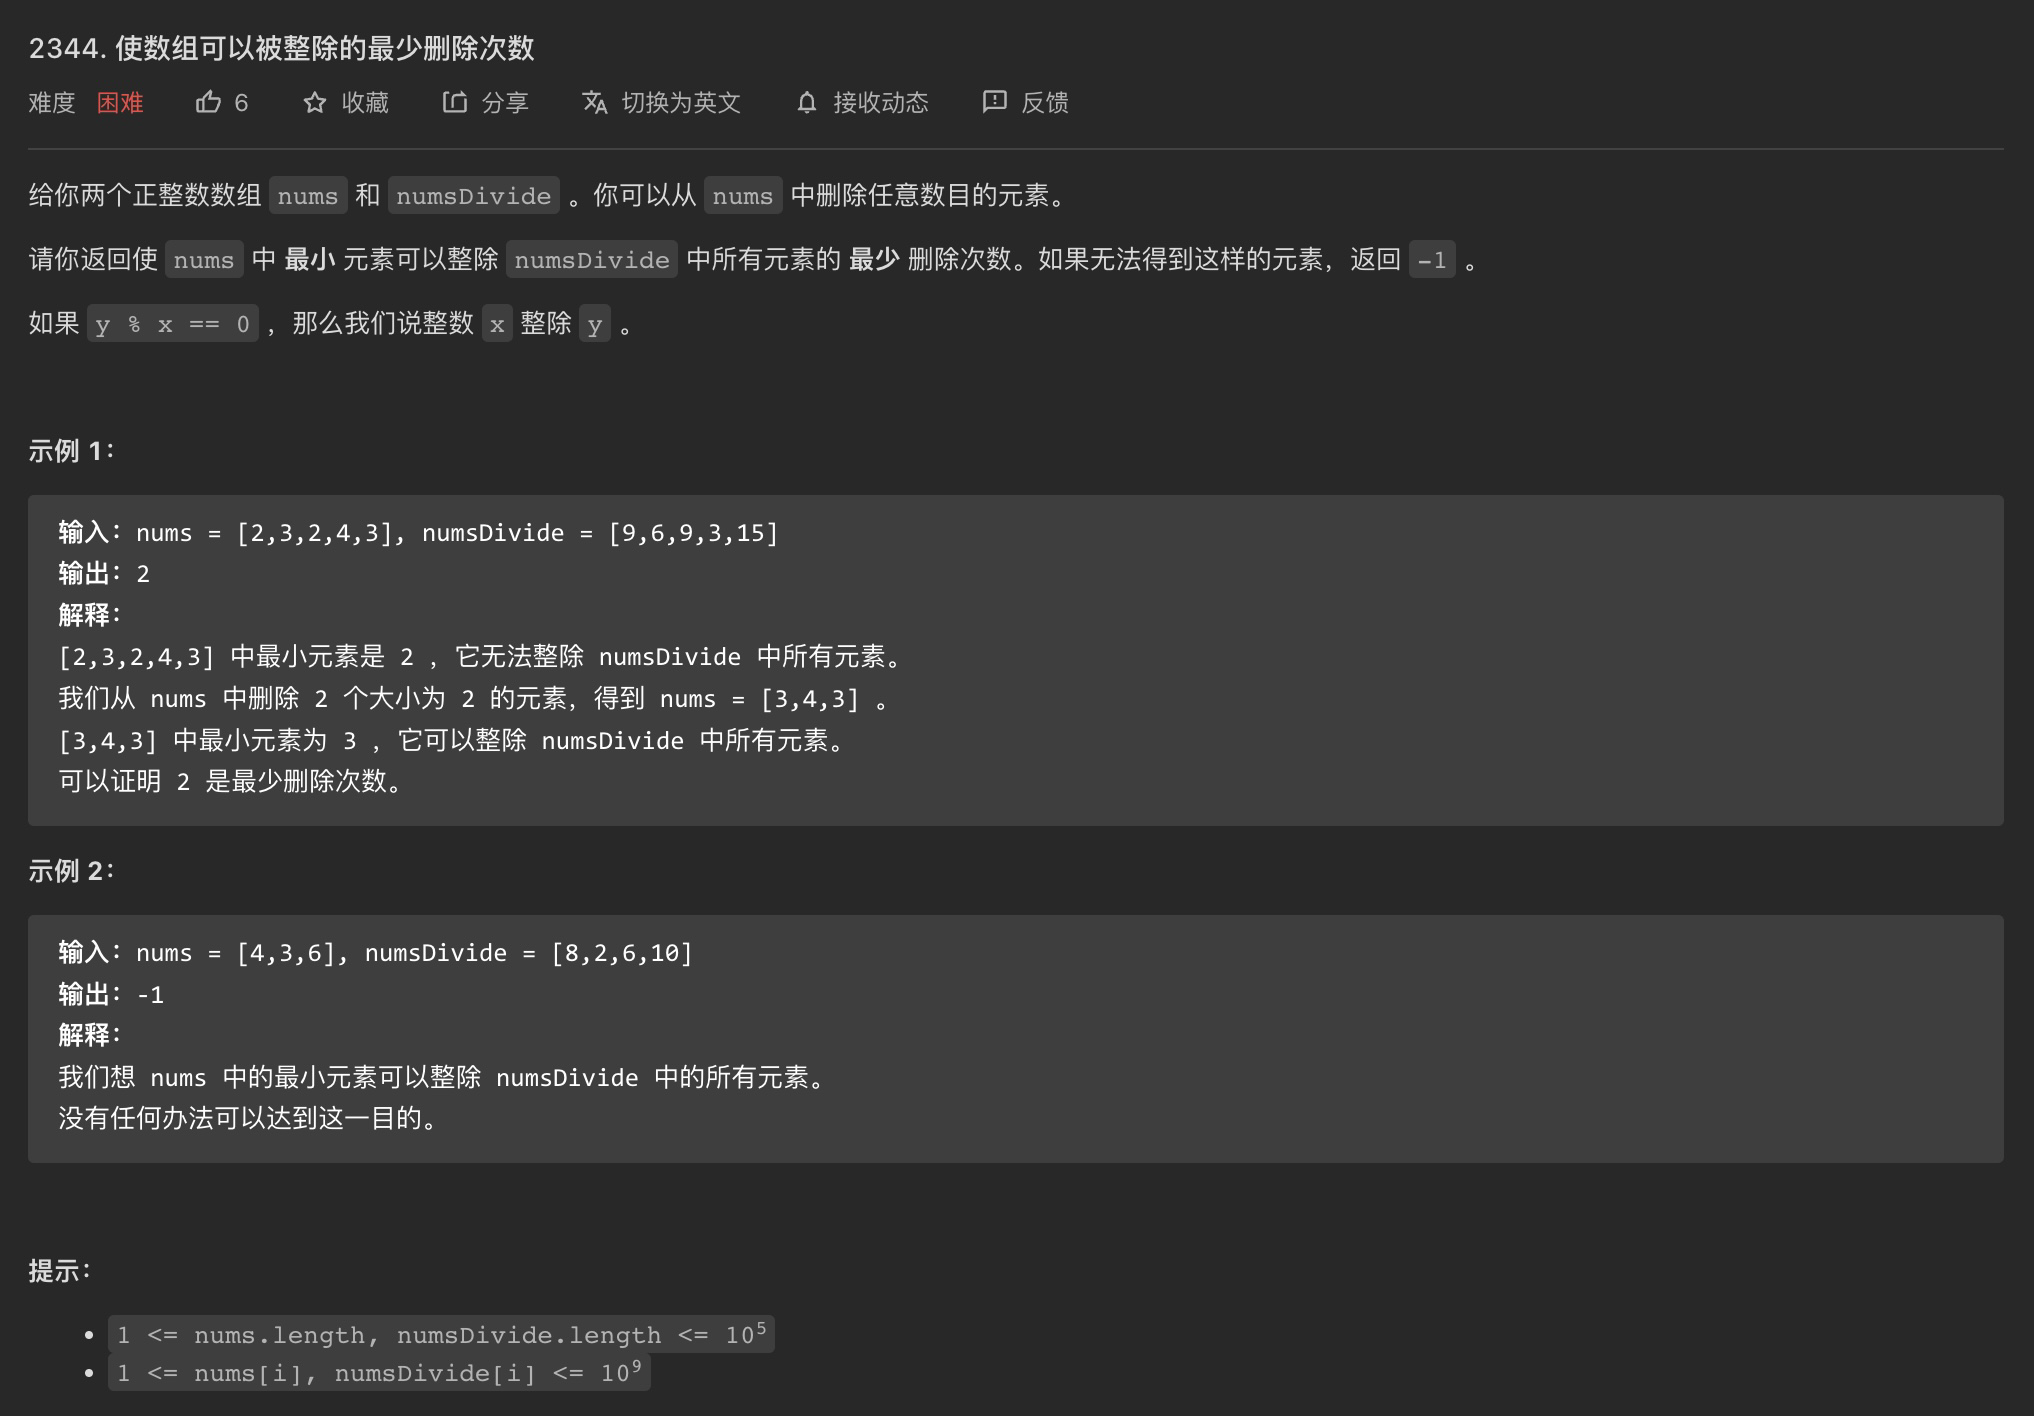 2344. 使数组可以被整除的最少删除次数
难度 困难 6 收藏 分享 切换为英文 接收动态 反馈
给你两个正整数数组 nums 和 numsDivide 。你可以从 nums 中删除任意数目的元素。
请你返回使 nums 中 最小 元素可以整除 numsDivide 中所有元素的 最少 删除次数。如果无法得到这样的元素，返回 -1 。
如果 y % x == 0 ，那么我们说整数 x 整除 y 。
示例 1：
输入：nums = [2,3,2,4,3], numsDivide = [9,6,9,3,15]
输出：2
解释：
[2,3,2,4,3] 中最小元素是 2 ，它无法整除 numsDivide 中所有元素。
我们从 nums 中删除 2 个大小为 2 的元素，得到 nums = [3,4,3] 。
[3,4,3] 中最小元素为 3 ，它可以整除 numsDivide 中所有元素。
可以证明 2 是最少删除次数。
示例 2：
输入：nums = [4,3,6], numsDivide = [8,2,6,10]
输出：-1
解释：
我们想 nums 中的最小元素可以整除 numsDivide 中的所有元素。
没有任何办法可以达到这一目的。
提示：
• 1 <= nums.length, numsDivide.length <= 10⁵
• 1 <= nums[i], numsDivide[i] <= 10⁹